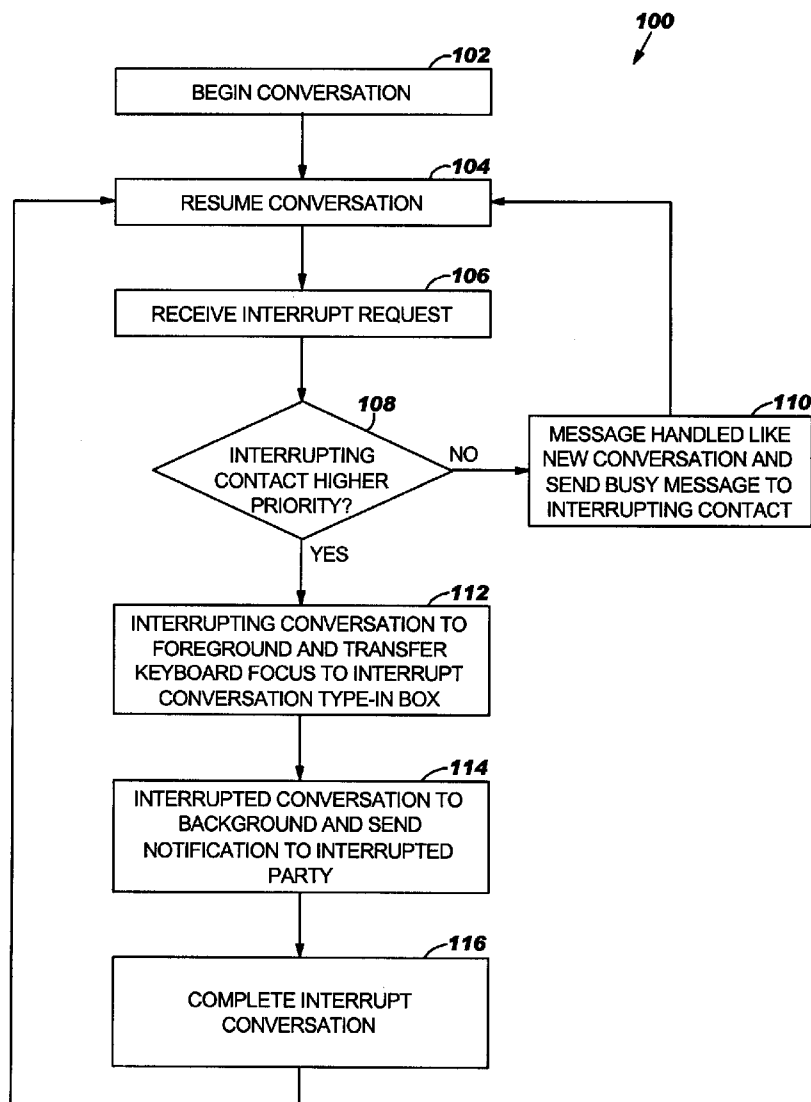 100
102
BEGIN CONVERSATION
104
RESUME CONVERSATION
106
RECEIVE INTERRUPT REQUEST
108
INTERRUPTING
CONTACT HIGHER
PRIORITY?
NO
YES
110
MESSAGE HANDLED LIKE
NEW CONVERSATION AND
SEND BUSY MESSAGE TO
INTERRUPTING CONTACT
112
INTERRUPTING CONVERSATION TO
FOREGROUND AND TRANSFER
KEYBOARD FOCUS TO INTERRUPT
CONVERSATION TYPE-IN BOX
114
INTERRUPTED CONVERSATION TO
BACKGROUND AND SEND
NOTIFICATION TO INTERRUPTED
PARTY
116
COMPLETE INTERRUPT
CONVERSATION